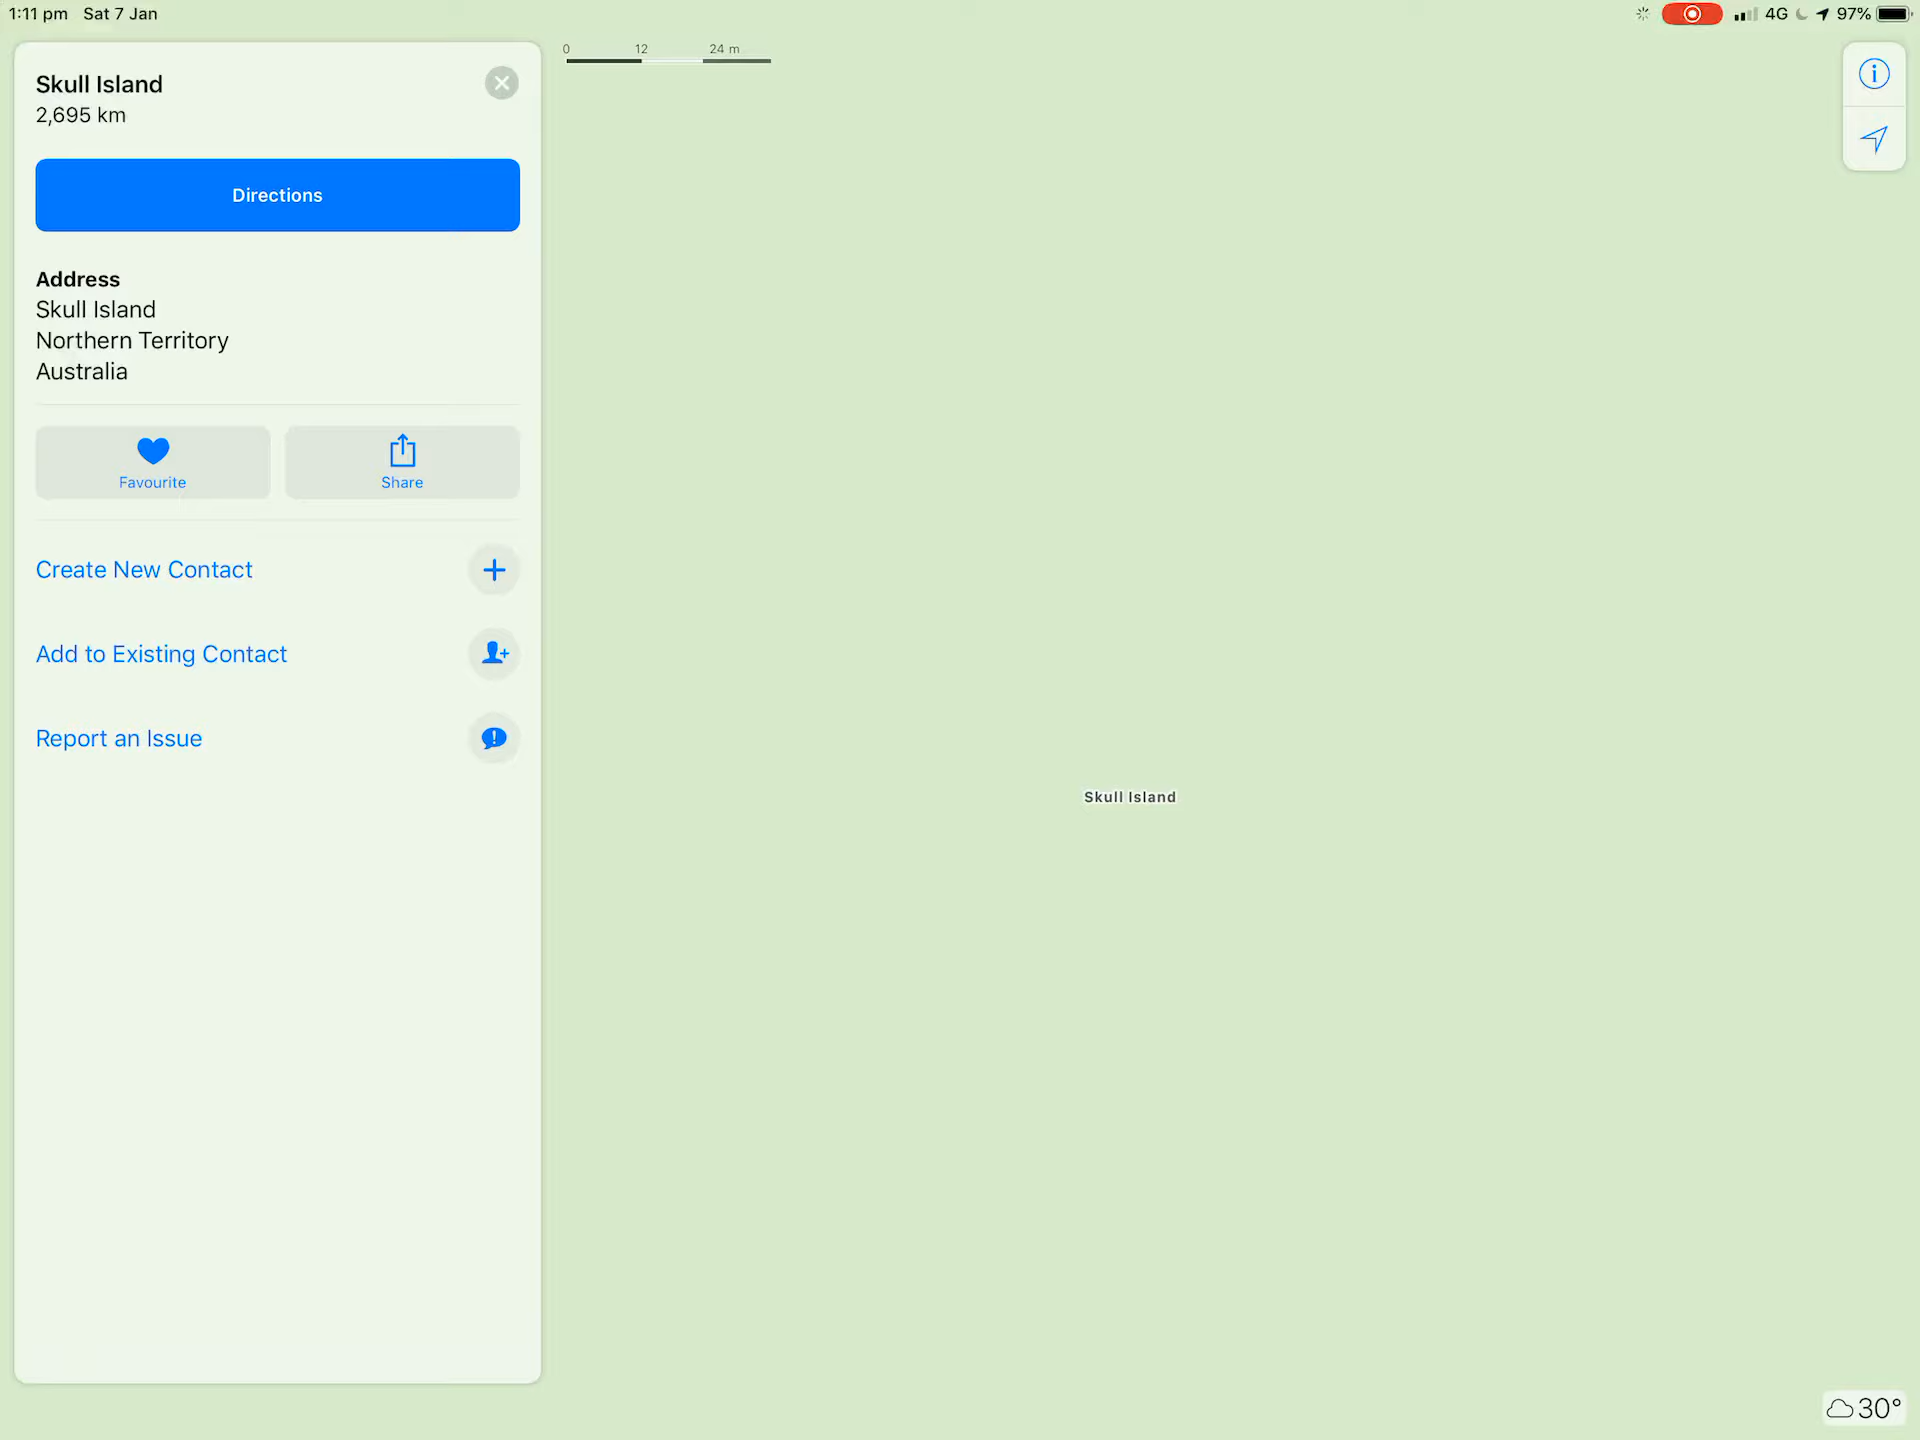 1:11 pm Sat 7 Jan
4G 97%
Skull Island
2,695 km
Directions
Address
Skull Island
Northern Territory
Australia
Favourite
Share
Create New Contact
Add to Existing Contact
Report an Issue
0 12 24 m
Skull Island
30°